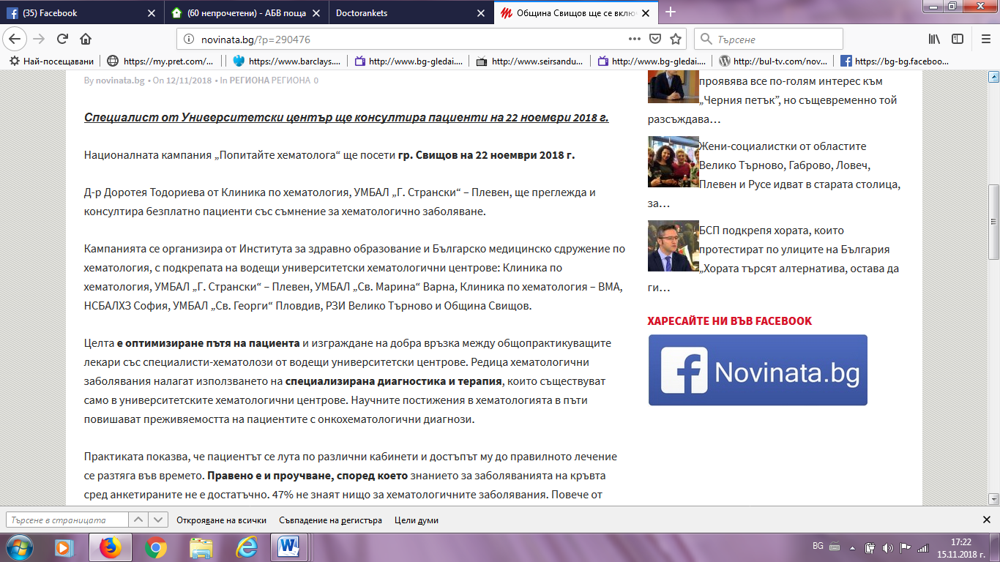 (35) Facebook
(60 непрочетени) - АБВ поща
Doctorankets
Община Свищов ще се вклю
novinata.bg/?p=290476
Търсене
Най-посещавани
https://my.pret.com/...
https://www.barclays....
http://www.bg-gledai....
http://www.seirsandu...
http://www.bg-gledai....
http://bul-tv.com/nov...
https://bg-bg.faceboo...
By novinata.bg • On 12/11/2018 • In РЕГИОНА РЕГИОНА 0
Специалист от Университетски център ще консултира пациенти на 22 ноември 2018 г.
Националната кампания „Попитайте хематолога“ ще посети гр. Свищов на 22 ноември 2018 г.
Д-р Доротея Тодориева от Клиника по хематология, УМБАЛ „Г. Странски“ – Плевен, ще преглежда и
консултира безплатно пациенти със съмнение за хематологично заболяване.
Кампанията се организира от Института за здравно образование и Българско медицинско сдружение по
хематология, с подкрепата на водещи университетски хематологични центрове: Клиника по
хематология, УМБАЛ „Г. Странски“ – Плевен, УМБАЛ „Св. Марина“ Варна, Клиника по хематология – ВМА,
НСБАЛХЗ София, УМБАЛ „Св. Георги“ Пловдив, РЗИ Велико Търново и Община Свищов.
Целта е оптимизиране пътя на пациента и изграждане на добра връзка между общопрактикуващите
лекари със специалисти-хематолози от водещи университетски центрове. Редица хематологични
заболявания налагат използването на специализирана диагностика и терапия, които съществуват
само в университетските хематологични центрове. Научните постижения в хематологията в пъти
повишават преживяемостта на пациентите с онкохематологични диагнози.
Практиката показва, че пациентът се лута по различни кабинети и достъпът му до правилното лечение
се разтяга във времето. Правено е и проучване, според което знанието за заболяванията на кръвта
сред анкетираните не е достатъчно. 47% не знаят нищо за хематологичните заболявания. Повече от
проявява все по-голям интерес към
„Черния петък”, но същевременно той
разсъждава…
Жени-социалистки от областите
Велико Търново, Габрово, Ловеч,
Плевен и Русе идват в старата столица,
за…
БСП подкрепя хората, които
протестират по улиците на България
„Хората търсят алтернатива, остава да
ги…
ХАРЕСАЙТЕ НИ ВЪВ FACEBOOK
Novinata.bg
Търсене в страницата
Открояване на всички
Съвпадение на регистъра
Цели думи
BG
17:22
15.11.2018 г.